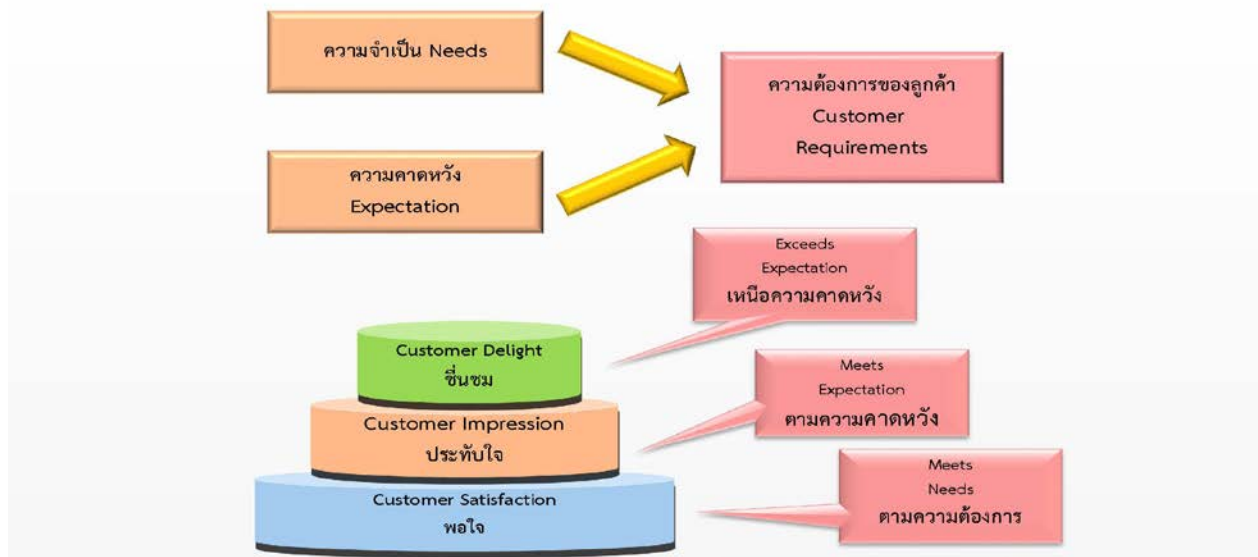 ความจำเป็น Needs
ความต้องการของลูกค้า
Customer
Requirements
ความคาดหวัง
Expectation
Exceeds
Expectation
เหนือความคาดหวัง
Customer Delight
ชื่นชม
Meets
Expectation
ตามความคาดหวัง
Customer Impression
ประทับใจ
Meets
Needs
ตามความต้องการ
Customer Satisfaction
พอใจ